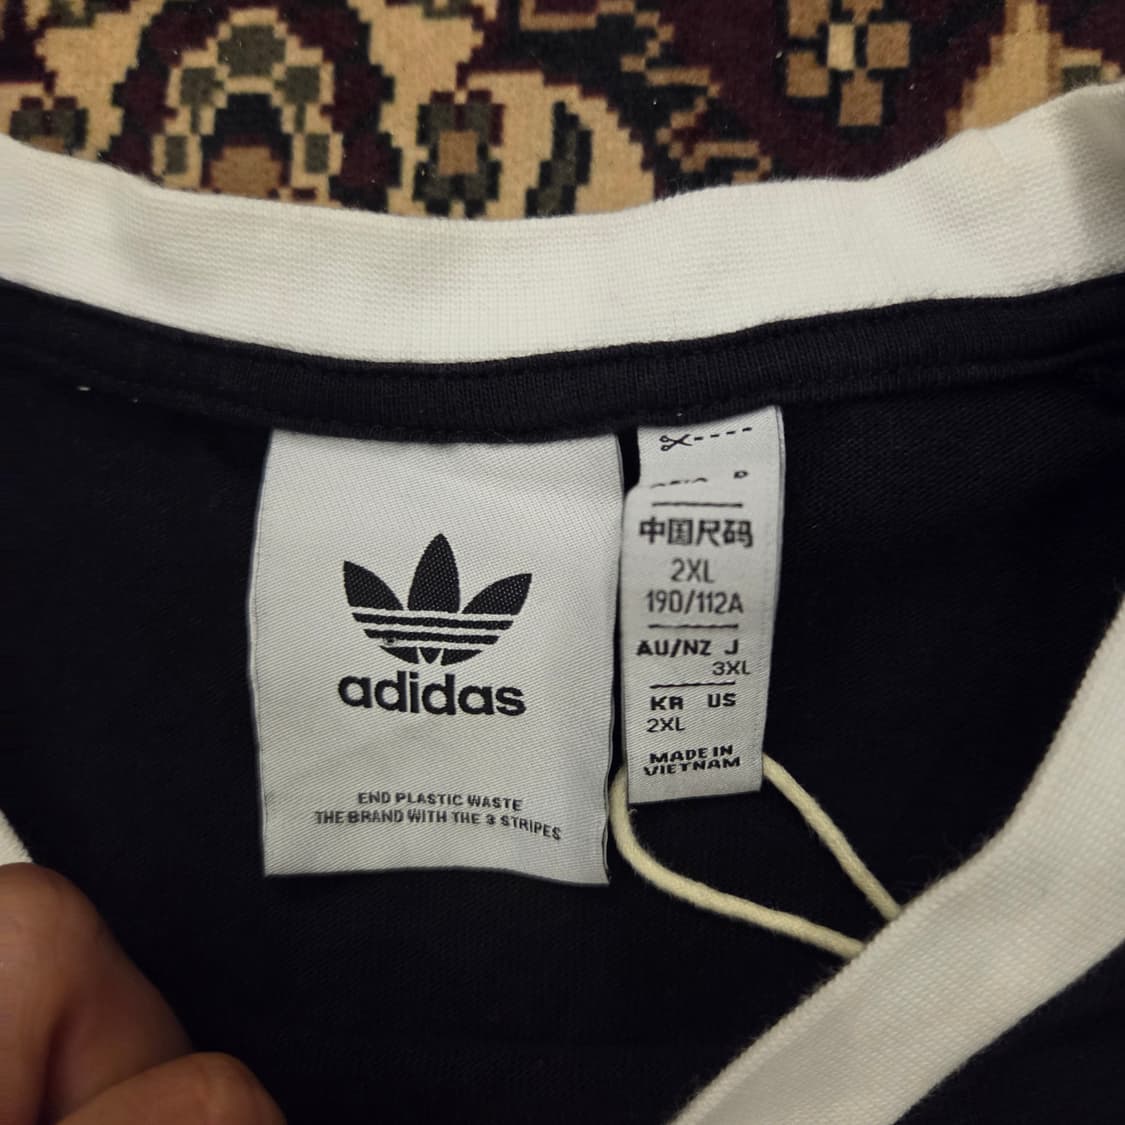 adidas
END PLASTIC WASTE
THE BRAND WITH THE 3 STRIPES
中国尺码
2XL
190/112A
AU/NZ J
3XL
KR US
2XL
MADE IN
VIETNAM